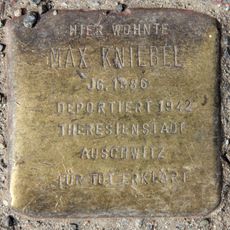 HIER WOHNTE
MAX KNIEBEL
JG. 1886
DEPORTIERT 1942
THERESIENSTADT
AUSCHWITZ
FÜR TOT ERKLÄRT